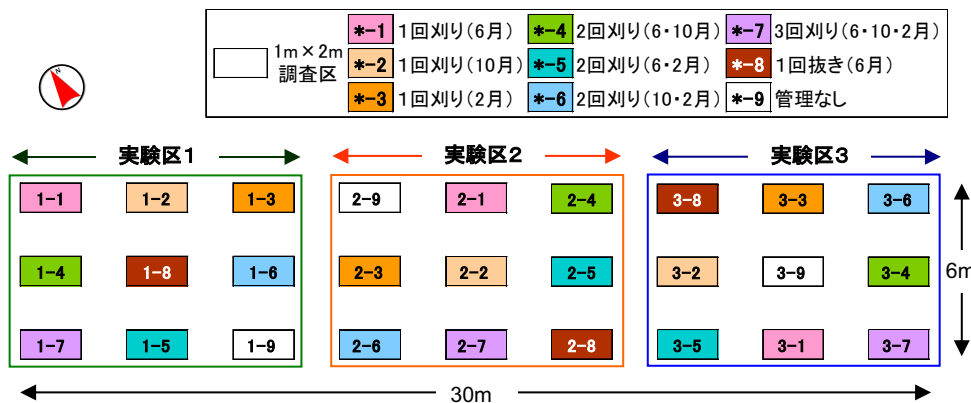 1m×2m
調査区
*-1 1回刈り(6月) *-4 2回刈り(6・10月) *-7 3回刈り(6・10・2月)
*-2 1回刈り(10月) *-5 2回刈り(6・2月) *-8 1回抜き(6月)
*-3 1回刈り(2月) *-6 2回刈り(10・2月) *-9 管理なし
N
実験区1 実験区2 実験区3
1-1 1-2 1-3 2-9 2-1 2-4 3-8 3-3 3-6
1-4 1-8 1-6 2-3 2-2 2-5 3-2 3-9 3-4
6m
1-7 1-5 1-9 2-6 2-7 2-8 3-5 3-1 3-7
30m